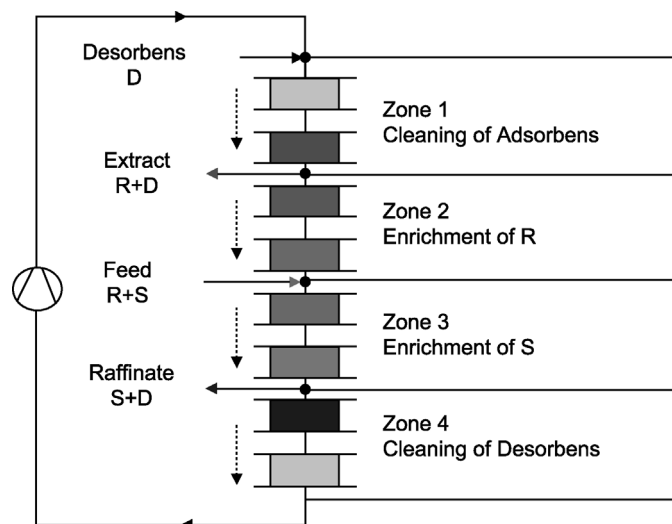 Desorbens
D
Zone 1
Cleaning of Adsorbens
Extract
R+D
Zone 2
Enrichment of R
Feed
R+S
Zone 3
Enrichment of S
Raffinate
S+D
Zone 4
Cleaning of Desorbens